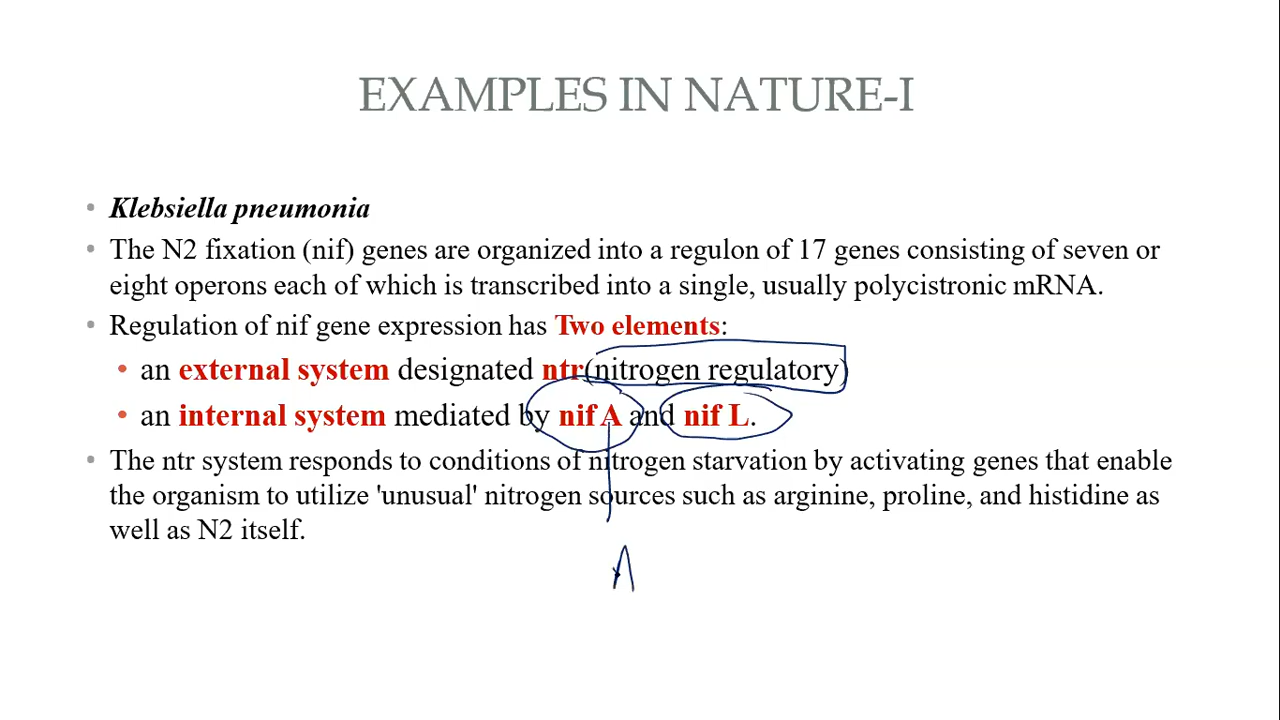 EXAMPLES IN NATURE-I
• Klebsiella pneumonia
• The N2 fixation (nif) genes are organized into a regulon of 17 genes consisting of seven or
eight operons each of which is transcribed into a single, usually polycistronic mRNA.
• Regulation of nif gene expression has Two elements:
• an external system designated ntr(nitrogen regulatory)
• an internal system mediated by nif A and nif L.
• The ntr system responds to conditions of nitrogen starvation by activating genes that enable
the organism to utilize 'unusual' nitrogen sources such as arginine, proline, and histidine as
well as N2 itself.
A